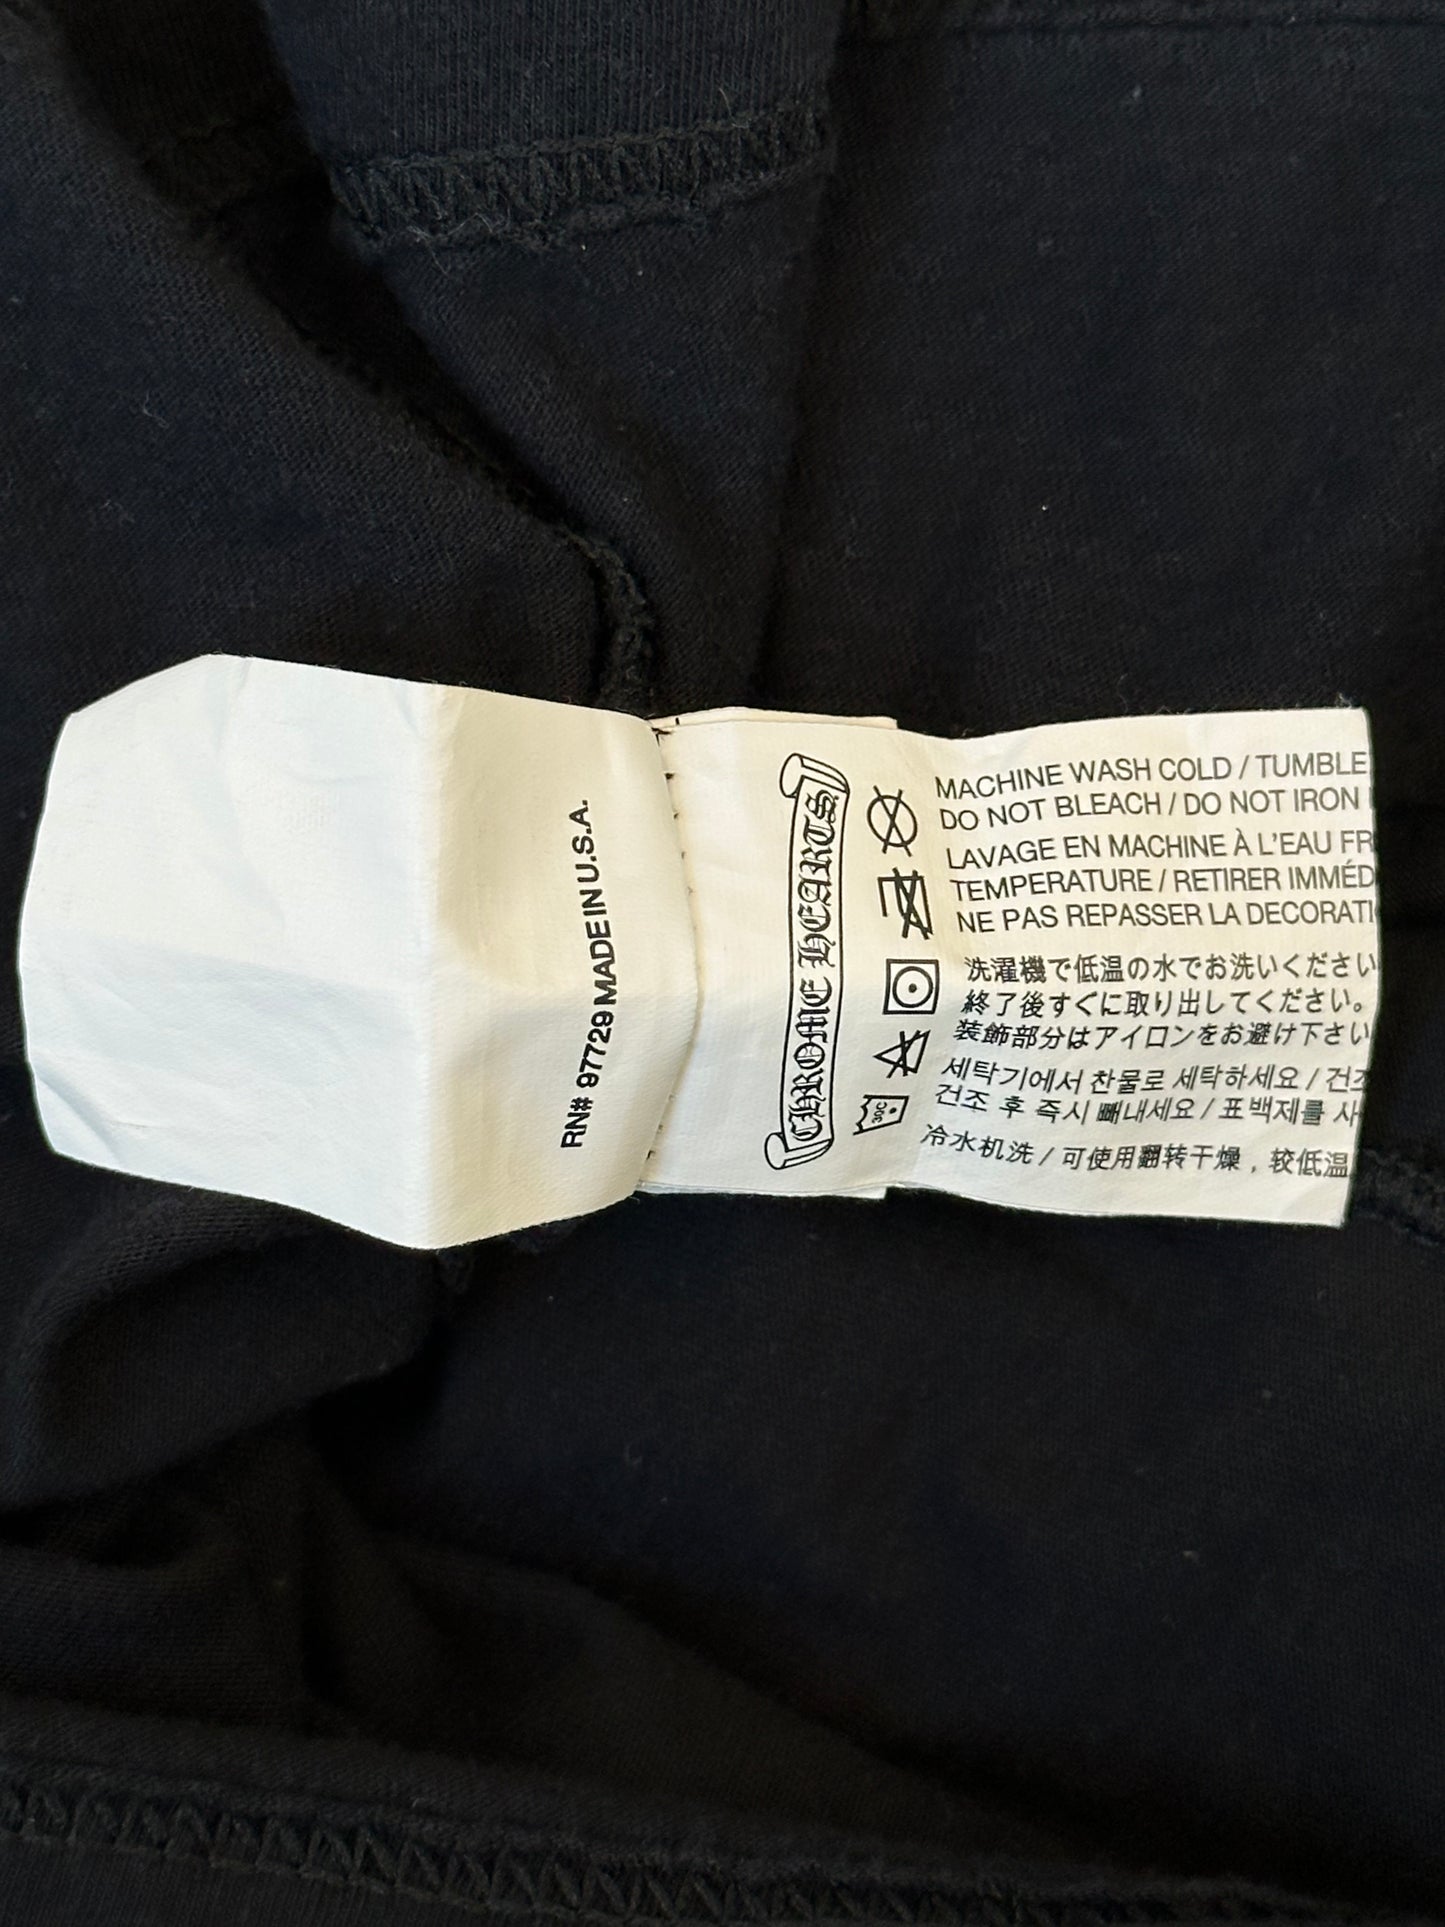 RN# 97729 MADE IN U.S.A.
CHROME HEARTS
30C
MACHINE WASH COLD / TUMBLE
DO NOT BLEACH / DO NOT IRON
LAVAGE EN MACHINE À L'EAU FR
TEMPERATURE / RETIRER IMMÉD
NE PAS REPASSER LA DECORATI
洗濯機で低温の水でお洗いください
終了後すぐに取り出してください。
装飾部分はアイロンをお避け下さい
세탁기에서 찬물로 세탁하세요 / 건조
건조 후 즉시 빼내세요 / 표백제를 사
冷水机洗 / 可使用翻转干燥，较低温